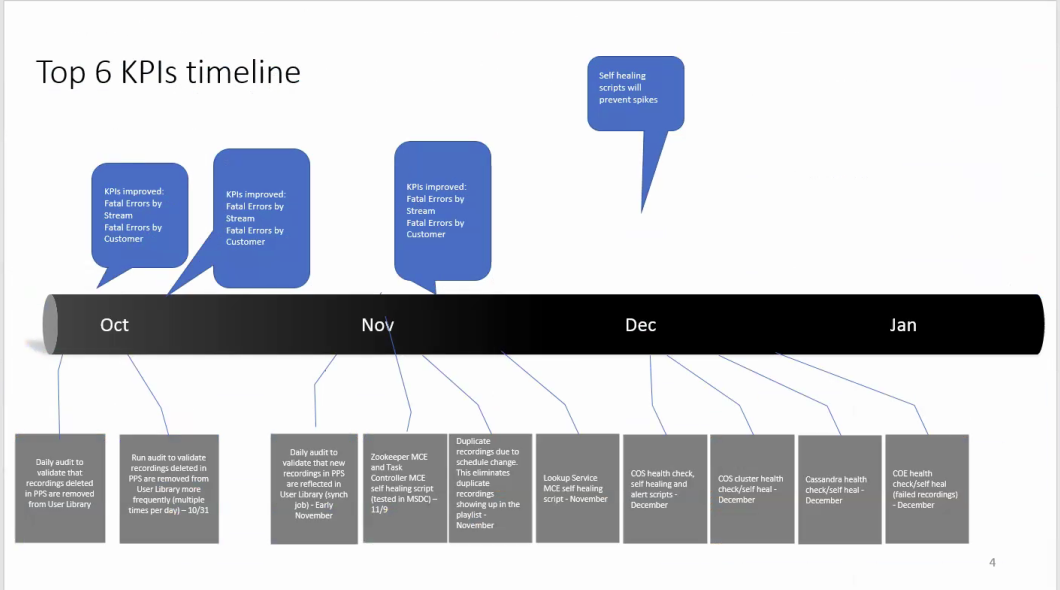 Top 6 KPIs timeline
Self healing
scripts will
prevent spikes
KPIs improved:
Fatal Errors by
Stream
Fatal Errors by
Customer
KPIs improved:
Fatal Errors by
Stream
Fatal Errors by
Customer
KPIs improved:
Fatal Errors by
Stream
Fatal Errors by
Customer
Oct
Nov
Dec
Jan
Daily audit to
validate that
recordings deleted
in PPS are removed
from User Library
Run audit to validate
recordings deleted in
PPS are removed from
User Library more
frequently (multiple
times per day) – 10/31
Daily audit to
validate that new
recordings in PPS
are reflected in
User Library (synch
job) - Early
November
Zookeeper MCE
and Task
Controller MCE
self healing script
(tested in MSDC) –
11/9
Duplicate
recordings due to
schedule change.
This eliminates
duplicate
recordings
showing up in the
playlist -
November
Lookup Service
MCE self healing
script - November
COS health check,
self healing and
alert scripts -
December
COS cluster health
check/self heal -
December
Cassandra health
check/self heal -
December
COE health
check/self heal
(failed recordings)
- December
4